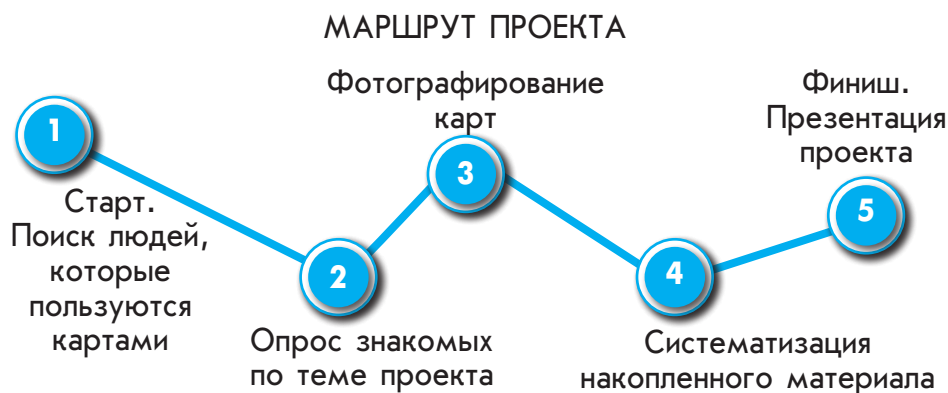 МАРШРУТ ПРОЕКТА
1
Старт.
Поиск людей,
которые
пользуются
картами
2
Опрос знакомых
по теме проекта
Фотографирование
карт
3
4
Систематизация
накопленного материала
Финиш.
Презентация
проекта
5